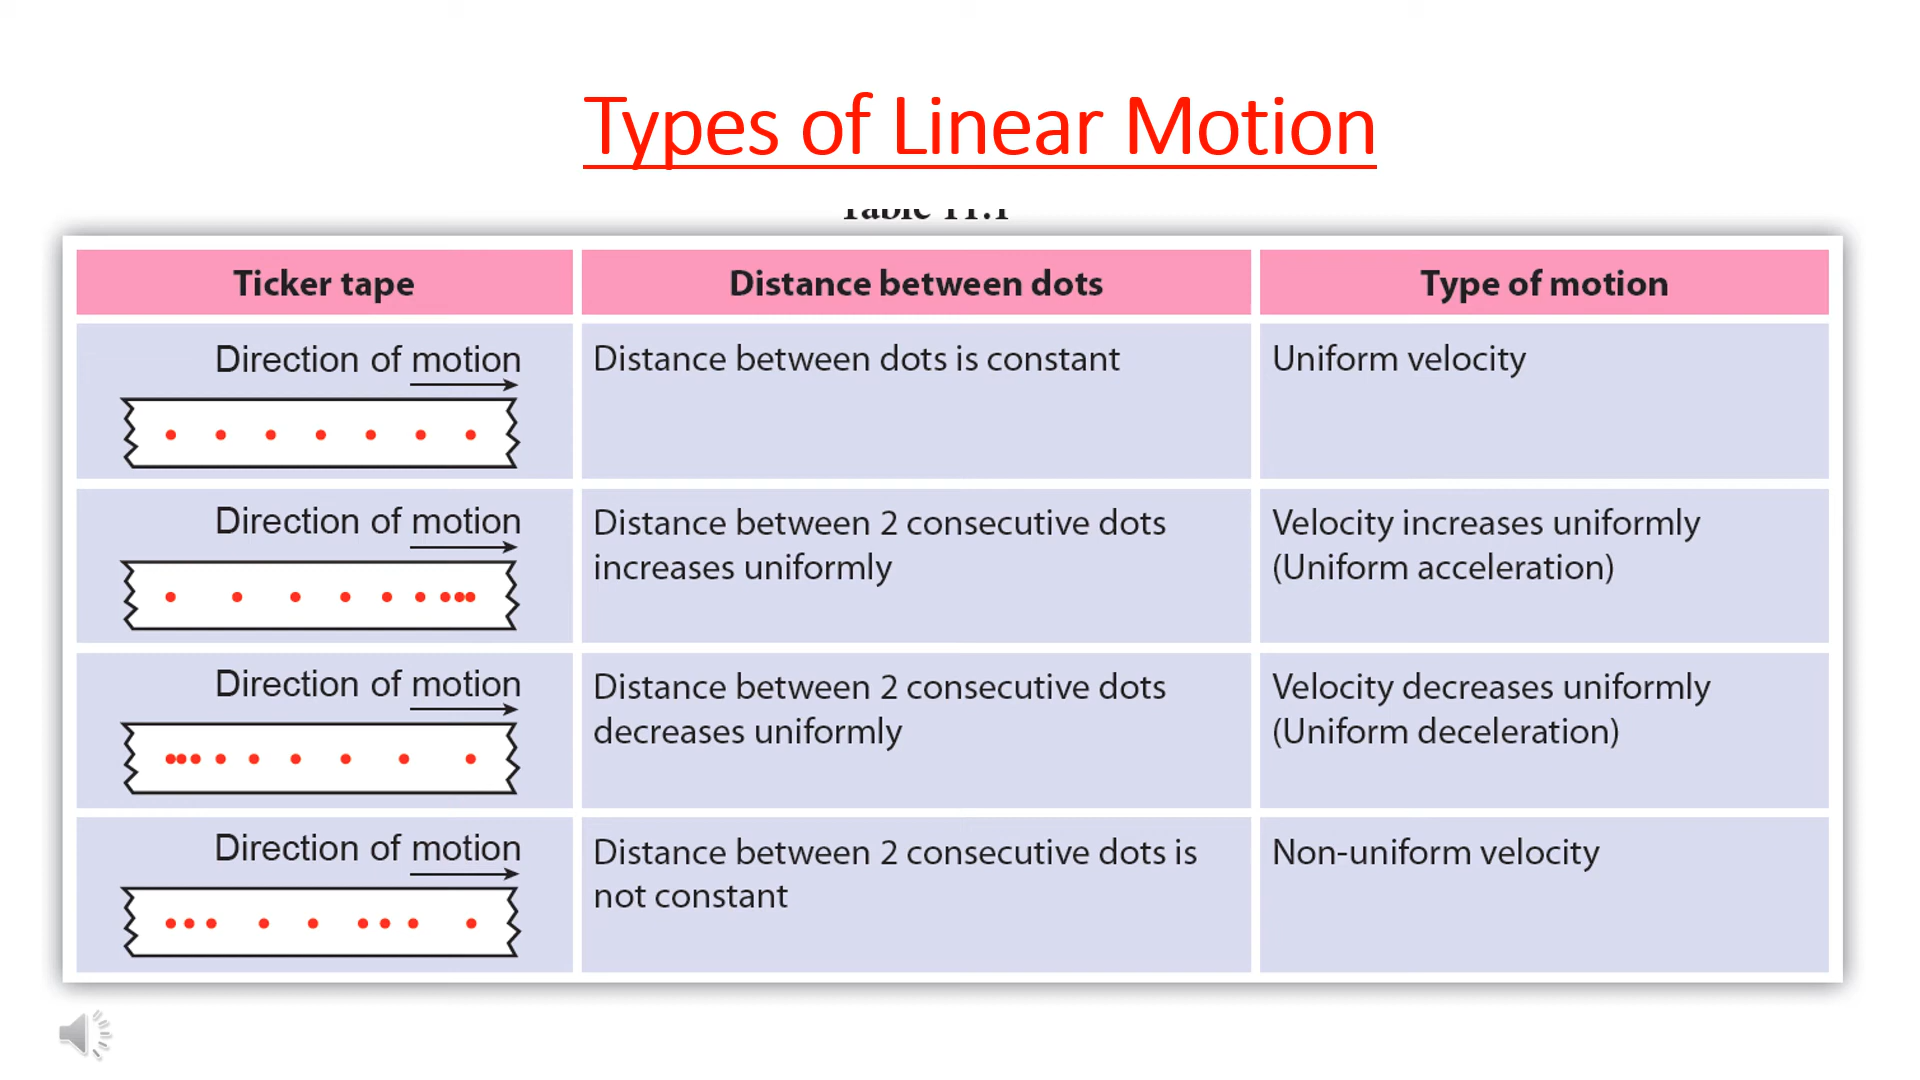 Types of Linear Motion
Table 11.1
Ticker tape
Distance between dots
Type of motion
Direction of motion
Distance between dots is constant
Uniform velocity
Direction of motion
Distance between 2 consecutive dots
increases uniformly
Velocity increases uniformly
(Uniform acceleration)
Direction of motion
Distance between 2 consecutive dots
decreases uniformly
Velocity decreases uniformly
(Uniform deceleration)
Direction of motion
Distance between 2 consecutive dots is
not constant
Non-uniform velocity